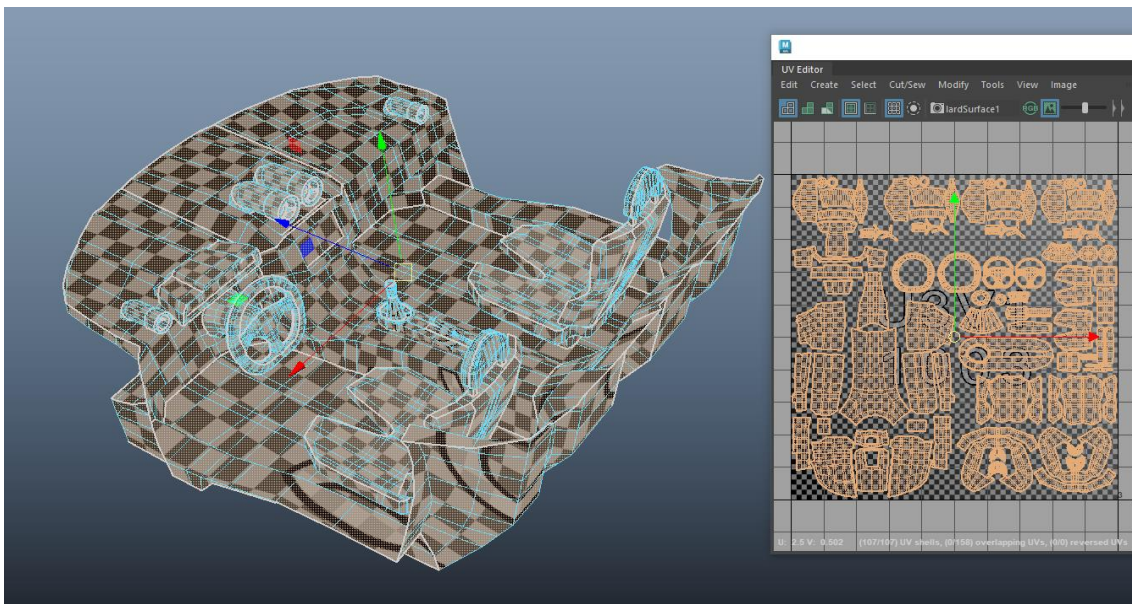 UV Editor
Edit Create Select Cut/Sew Modify Tools View Image
lardSurface1 RGB
U: 2.5 V: 0.502 (107/107) UV shells, (0/158) overlapping UVs, (0/0) reversed UVs